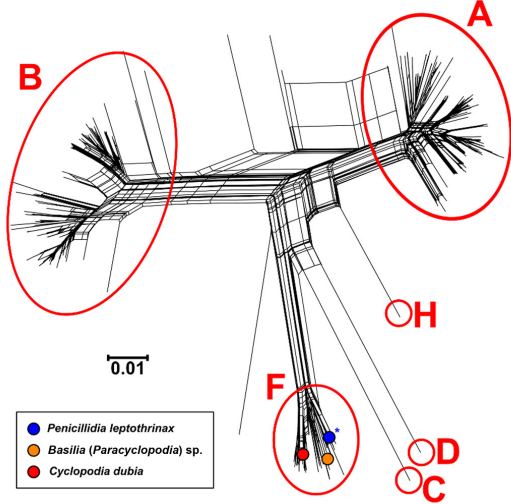 A
B
H
0.01
F
D
C
Penicillidia leptothrinax *
Basilia (Paracyclopodia) sp.
Cyclopodia dubia